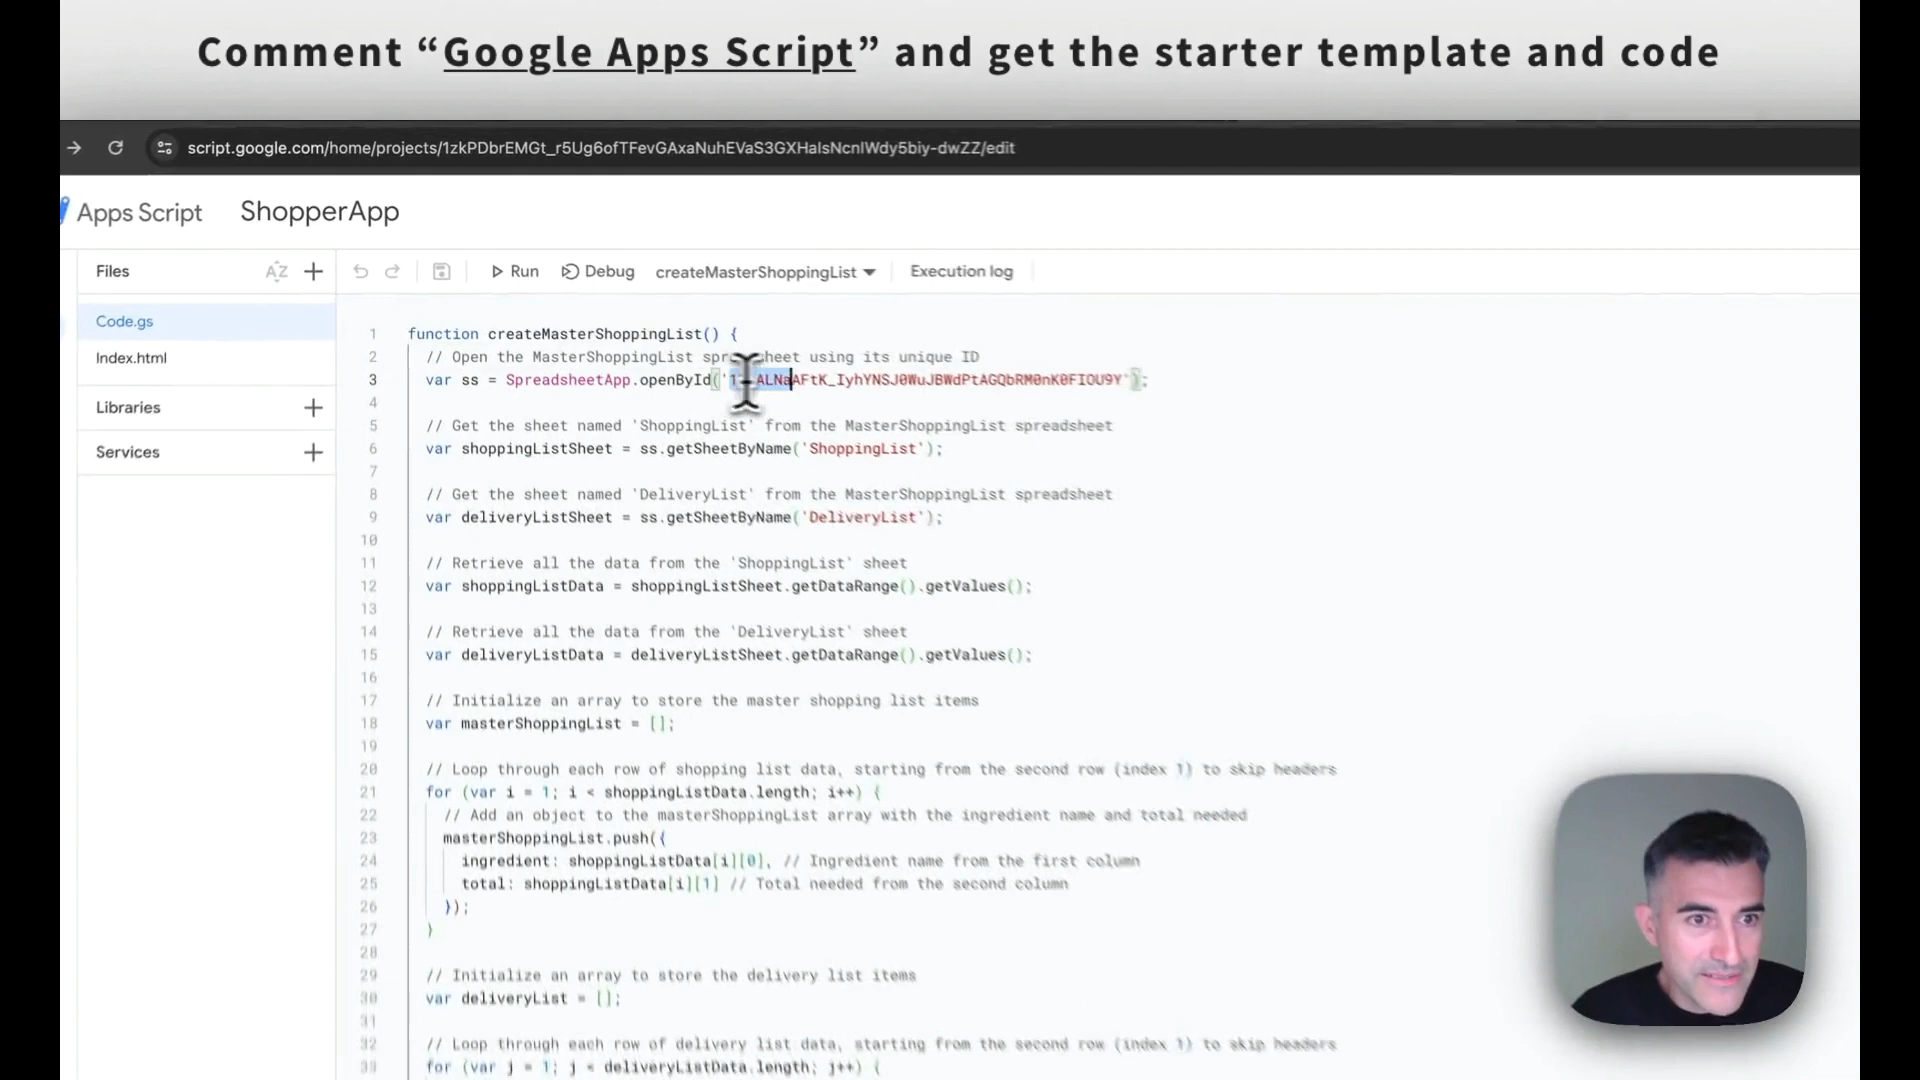 Comment “Google Apps Script” and get the starter template and code
script.google.com/home/projects/1zkPDbrEMGt_r5Ug6ofTFevGAxaNuhEVaS3GXHalsNcnIWdy5biy-dwZZ/edit
Apps Script
ShopperApp
Files
Run
Debug
createMasterShoppingList
Execution log
Code.gs
Index.html
Libraries
Services
1 function createMasterShoppingList() {
2 // Open the MasterShoppingList spreadsheet using its unique ID
3 var ss = SpreadsheetApp.openById(
4
5 // Get the sheet named 'ShoppingList' from the MasterShoppingList spreadsheet
6 var shoppingListSheet = ss.getSheetByName('ShoppingList');
7
8 // Get the sheet named 'DeliveryList' from the MasterShoppingList spreadsheet
9 var deliveryListSheet = ss.getSheetByName('DeliveryList');
10
11 // Retrieve all the data from the 'ShoppingList' sheet
12 var shoppingListData = shoppingListSheet.getDataRange().getValues();
13
14 // Retrieve all the data from the 'DeliveryList' sheet
15 var deliveryListData = deliveryListSheet.getDataRange().getValues();
16
17 // Initialize an array to store the master shopping list items
18 var masterShoppingList = [];
19
20 // Loop through each row of shopping list data, starting from the second row (index 1) to skip headers
21 for (var i = 1; i < shoppingListData.length; i++) {
22 // Add an object to the masterShoppingList array with the ingredient name and total needed
23 masterShoppingList.push({
24 ingredient: shoppingListData[i][0], // Ingredient name from the first column
25 total: shoppingListData[i][1] // Total needed from the second column
26 });
27 }
28
29 // Initialize an array to store the delivery list items
30 var deliveryList = [];
31
32 // Loop through each row of delivery list data, starting from the second row (index 1) to skip headers
33 for (var j = 1; j < deliveryListData.length; j++) {